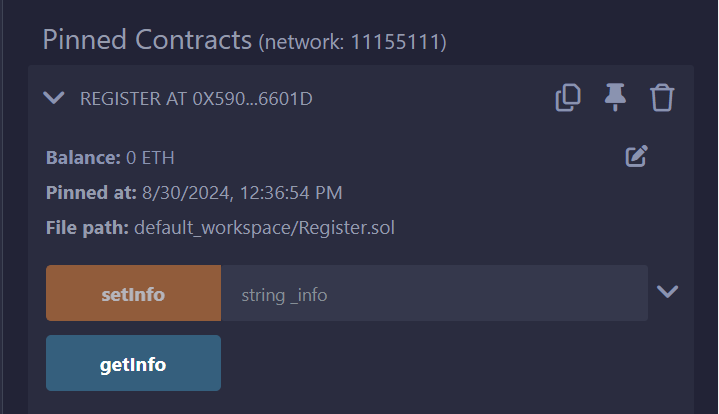 Pinned Contracts (network: 11155111)
REGISTER AT 0X590...6601D
Balance: 0 ETH
Pinned at: 8/30/2024, 12:36:54 PM
File path: default_workspace/Register.sol
setInfo string _info
getInfo